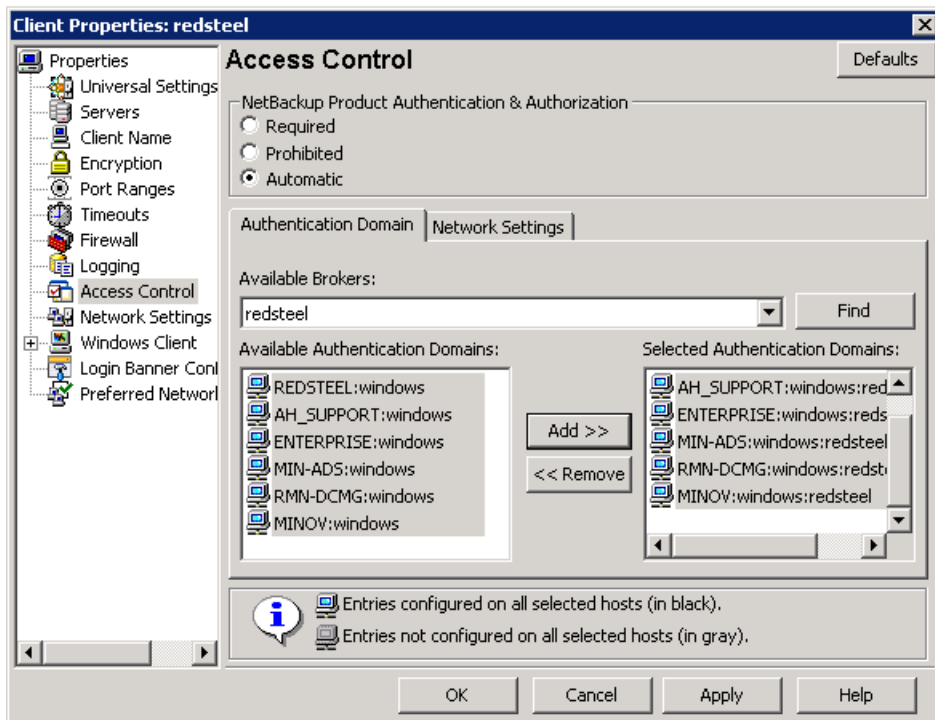 Client Properties: redsteel
Properties
Universal Settings
Servers
Client Name
Encryption
Port Ranges
Timeouts
Firewall
Logging
Access Control
Network Settings
Windows Client
Login Banner Conf
Preferred Networ
Access Control
Defaults
NetBackup Product Authentication & Authorization
Required
Prohibited
Automatic
Authentication Domain
Network Settings
Available Brokers:
redsteel
Find
Available Authentication Domains:
REDSTEEL:windows
AH_SUPPORT:windows
ENTERPRISE:windows
MIN-ADS:windows
RMN-DCMG:windows
MINOV:windows
Add >>
<< Remove
Selected Authentication Domains:
AH_SUPPORT:windows:red
ENTERPRISE:windows:reds
MIN-ADS:windows:redsteel
RMN-DCMG:windows:redst
MINOV:windows:redsteel
Entries configured on all selected hosts (in black).
Entries not configured on all selected hosts (in gray).
OK
Cancel
Apply
Help